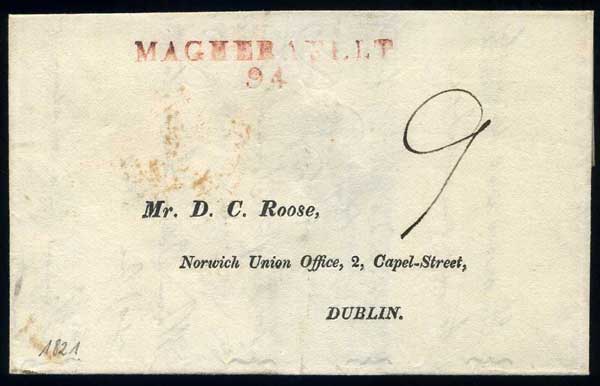 MAGHERAFELT
94
9
Mr. D. C. Roose,
Norwich Union Office, 2, Capel-Street,
DUBLIN.
1821